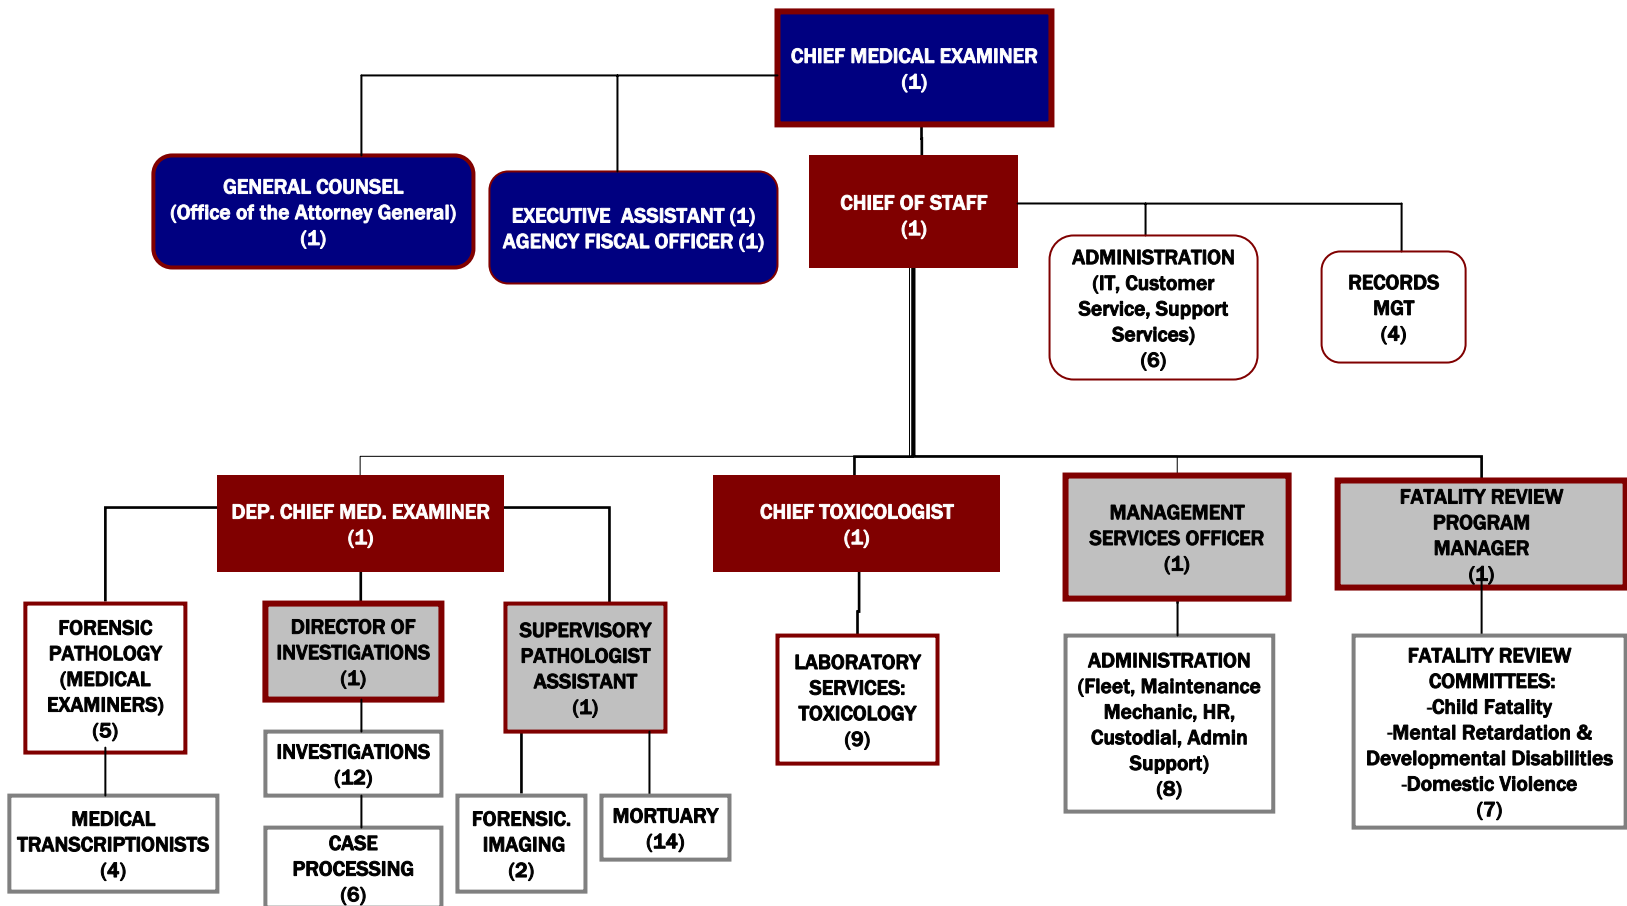 CHIEF MEDICAL EXAMINER
(1)
GENERAL COUNSEL
(Office of the Attorney General)
(1)
EXECUTIVE ASSISTANT (1)
AGENCY FISCAL OFFICER (1)
CHIEF OF STAFF
(1)
ADMINISTRATION
(IT, Customer
Service, Support
Services)
(6)
RECORDS
MGT
(4)
DEP. CHIEF MED. EXAMINER
(1)
CHIEF TOXICOLOGIST
(1)
MANAGEMENT
SERVICES OFFICER
(1)
FATALITY REVIEW
PROGRAM
MANAGER
(1)
FORENSIC
PATHOLOGY
(MEDICAL
EXAMINERS)
(5)
DIRECTOR OF
INVESTIGATIONS
(1)
SUPERVISORY
PATHOLOGIST
ASSISTANT
(1)
LABORATORY
SERVICES:
TOXICOLOGY
(9)
ADMINISTRATION
(Fleet, Maintenance
Mechanic, HR,
Custodial, Admin
Support)
(8)
FATALITY REVIEW
COMMITTEES:
-Child Fatality
-Mental Retardation &
Developmental Disabilities
-Domestic Violence
(7)
INVESTIGATIONS
(12)
MEDICAL
TRANSCRIPTIONISTS
(4)
CASE
PROCESSING
(6)
FORENSIC.
IMAGING
(2)
MORTUARY
(14)